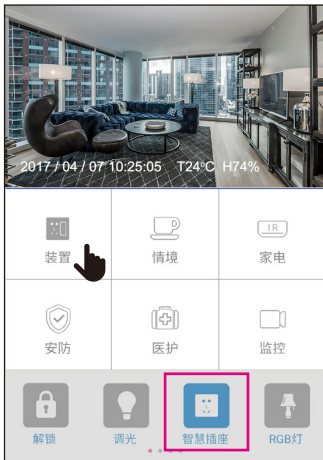 2017 / 04 / 07 10:25:05 T24℃ H74%
IR
装置
情境
家电
安防
医护
监控
解锁
调光
智慧插座
RGB灯